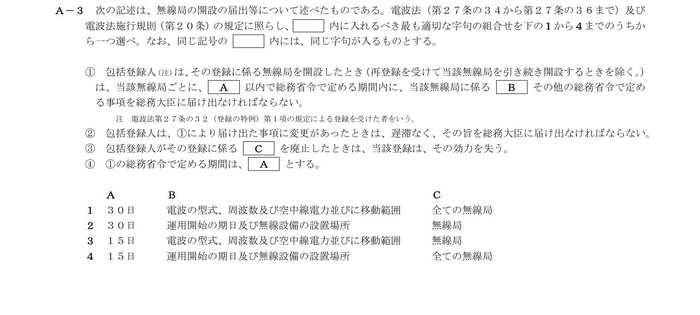 A－3 次の記述は、無線局の開設の届出等について述べたものである。電波法（第２７条の３４から第２７条の３６まで）及び
電波法施行規則（第２０条）の規定に照らし、 内に入れるべき最も適切な字句の組合せを下の１から４までのうちか
ら一つ選べ。なお、同じ記号の 内には、同じ字句が入るものとする。
① 包括登録人（注）は、その登録に係る無線局を開設したとき（再登録を受けて当該無線局を引き続き開設するときを除く。）
は、当該無線局ごとに、 A 以内で総務省令で定める期間内に、当該無線局に係る B その他の総務省令で定め
る事項を総務大臣に届け出なければならない。
注 電波法第２７条の３２（登録の特例）第１項の規定による登録を受けた者をいう。
② 包括登録人は、①により届け出た事項に変更があったときは、遅滞なく、その旨を総務大臣に届け出なければならない。
③ 包括登録人がその登録に係る C を廃止したときは、当該登録は、その効力を失う。
④ ①の総務省令で定める期間は、 A とする。
A B C
1 ３０日 電波の型式、周波数及び空中線電力並びに移動範囲 全ての無線局
2 ３０日 運用開始の期日及び無線設備の設置場所 無線局
3 １５日 電波の型式、周波数及び空中線電力並びに移動範囲 無線局
4 １５日 運用開始の期日及び無線設備の設置場所 全ての無線局